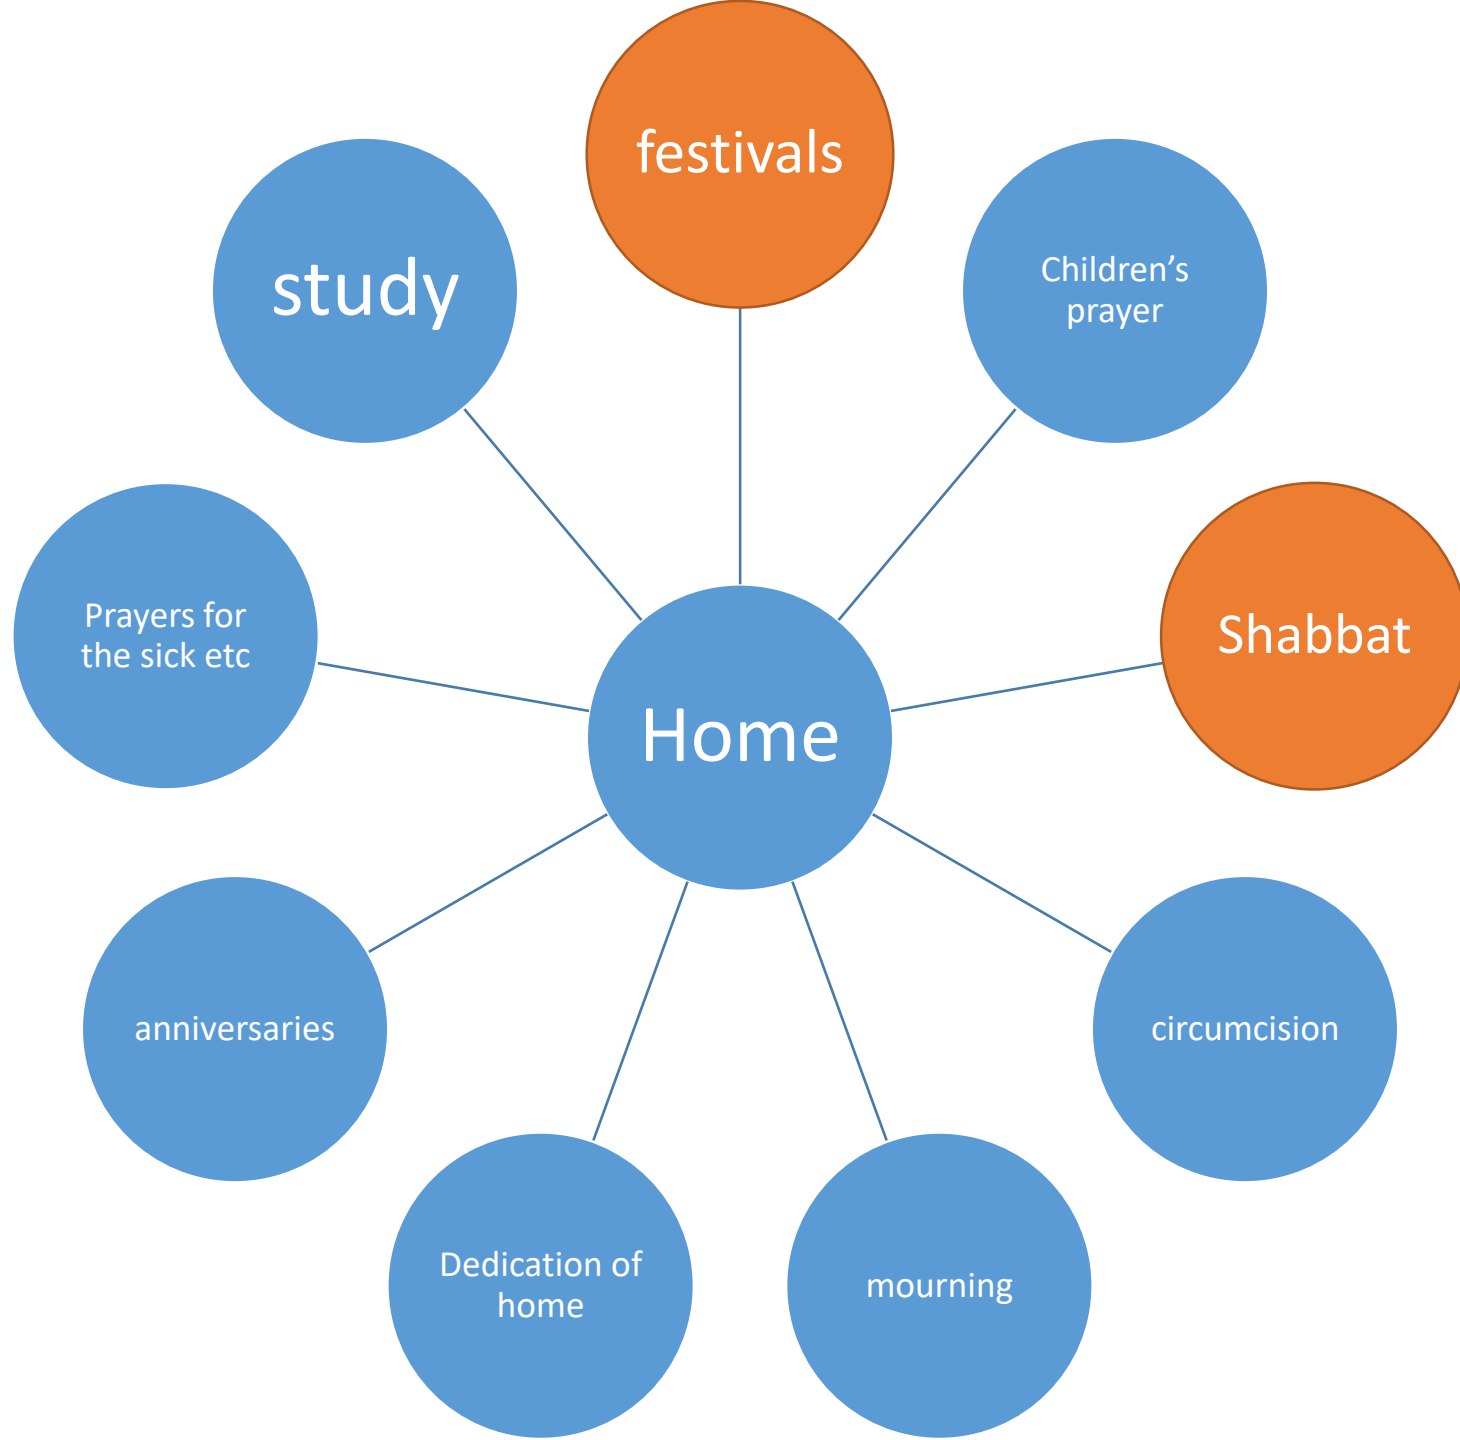 festivals
study
Children’s
prayer
Prayers for
the sick etc
Shabbat
Home
anniversaries
circumcision
Dedication of
home
mourning